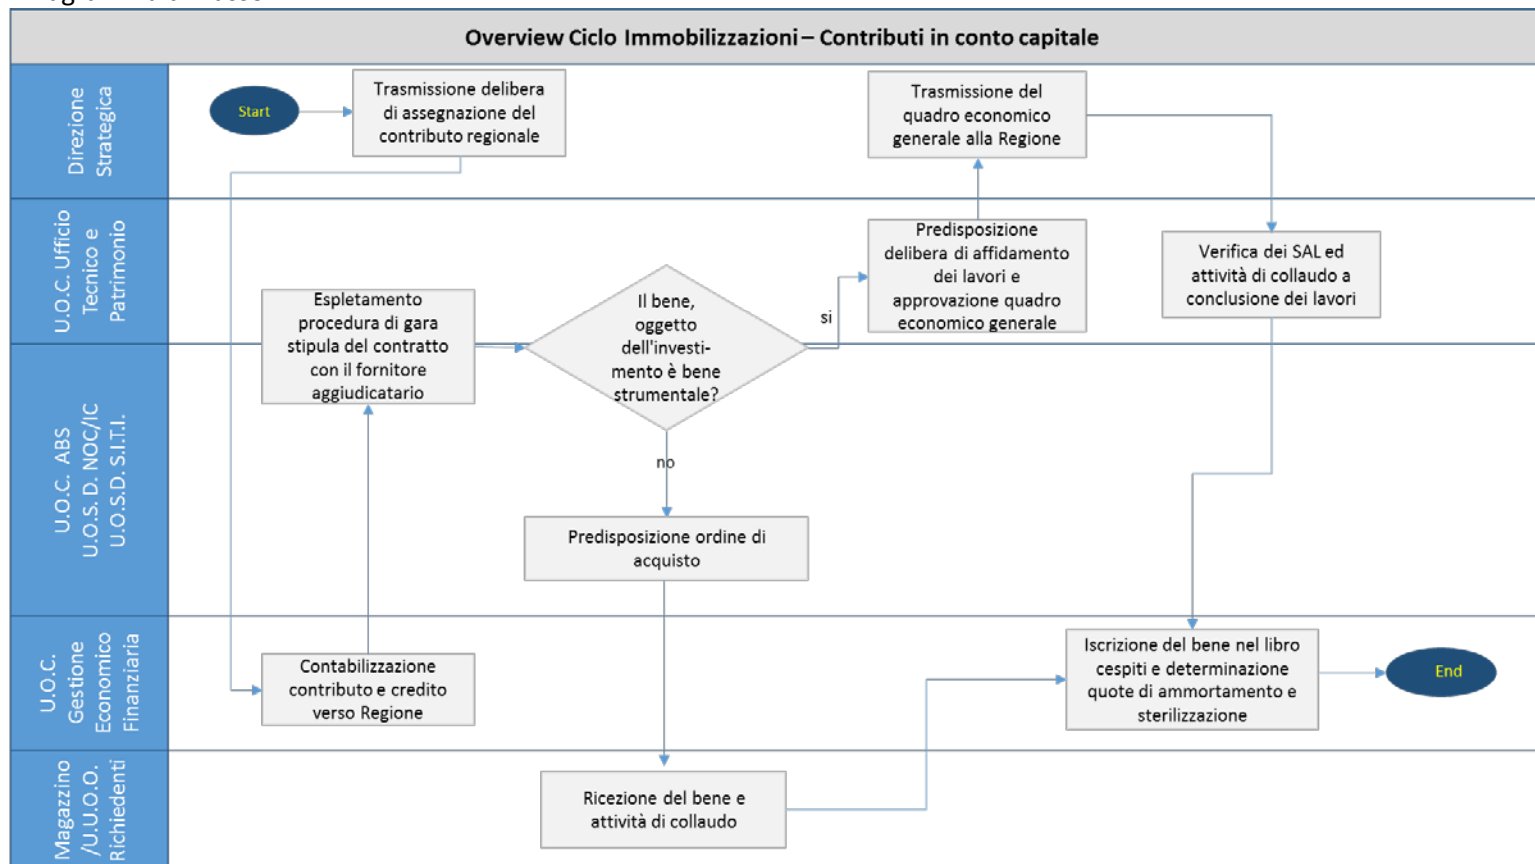 Overview Ciclo Immobilizzazioni – Contributi in conto capitale
Direzione
Strategica
Start
Trasmissione delibera
di assegnazione del
contributo regionale
Trasmissione del
quadro economico
generale alla Regione
U.O.C. Ufficio
Tecnico e
Patrimonio
Espletamento
procedura di gara
stipula del contratto
con il fornitore
aggiudicatario
Il bene,
oggetto
dell'investi-
mento è bene
strumentale?
si
Predisposizione
delibera di affidamento
dei lavori e
approvazione quadro
economico generale
Verifica dei SAL ed
attività di collaudo a
conclusione dei lavori
U.O.C. ABS
U.O.S. D. NOC/IC
U.O.S.D. S.I.T.I.
no
Predisposizione ordine di
acquisto
U.O.C.
Gestione
Economico
Finanziaria
Contabilizzazione
contributo e credito
verso Regione
Iscrizione del bene nel libro
cespiti e determinazione
quote di ammortamento e
sterilizzazione
End
Magazzino
/U.U.O.O.
Richiedenti
Ricezione del bene e
attività di collaudo